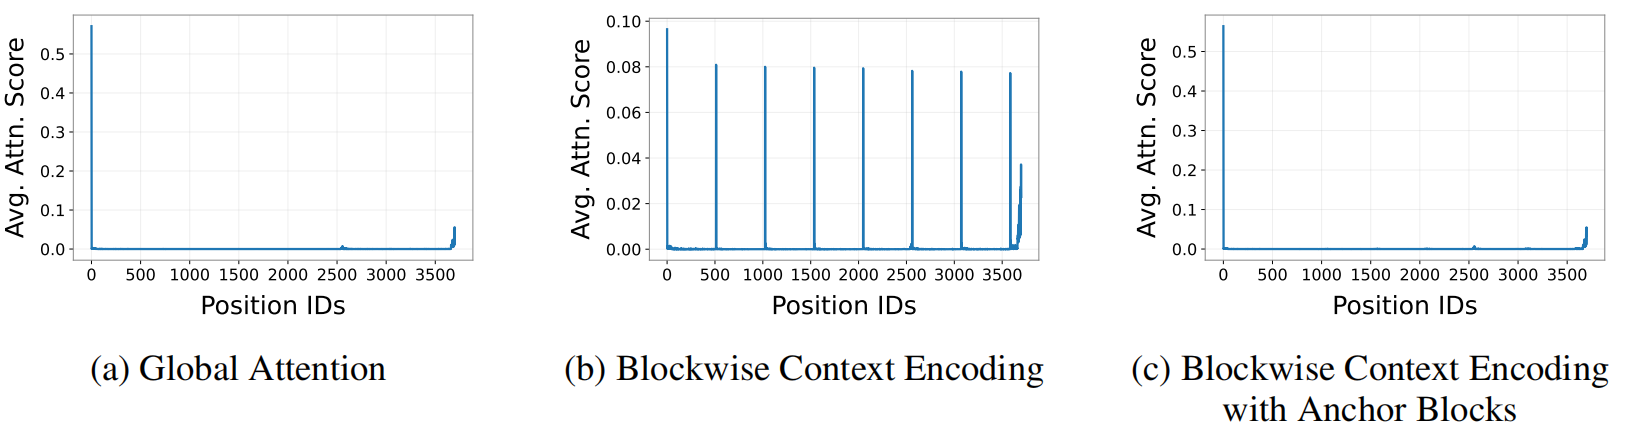 Avg. Attn. Score
0.5
0.4
0.3
0.2
0.1
0.0
0 500 1000 1500 2000 2500 3000 3500
Position IDs
(a) Global Attention
Avg. Attn. Score
0.10
0.08
0.06
0.04
0.02
0.00
0 500 1000 1500 2000 2500 3000 3500
Position IDs
(b) Blockwise Context Encoding
Avg. Attn. Score
0.5
0.4
0.3
0.2
0.1
0.0
0 500 1000 1500 2000 2500 3000 3500
Position IDs
(c) Blockwise Context Encoding
with Anchor Blocks